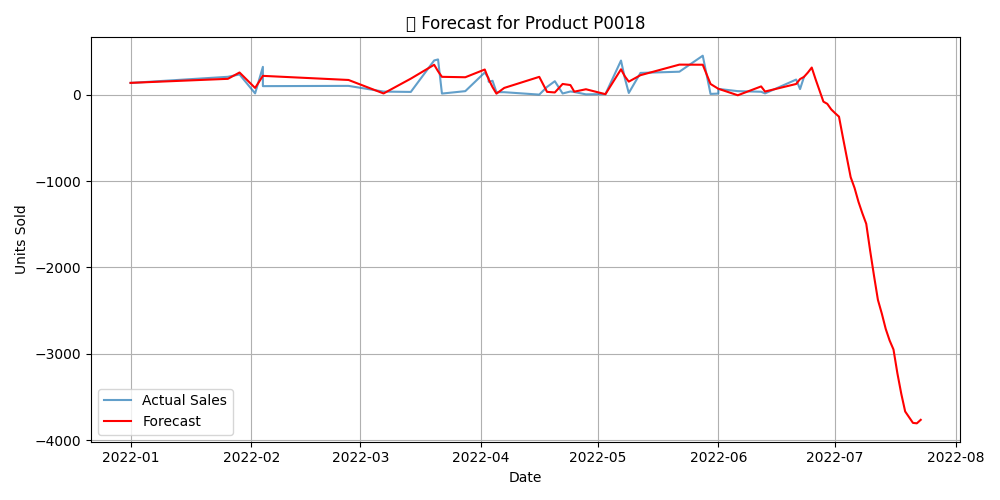 Forecast for Product P0018
Units Sold
0
−1000
−2000
−3000
−4000
Actual Sales
Forecast
2022-01 2022-02 2022-03 2022-04 2022-05 2022-06 2022-07 2022-08
Date